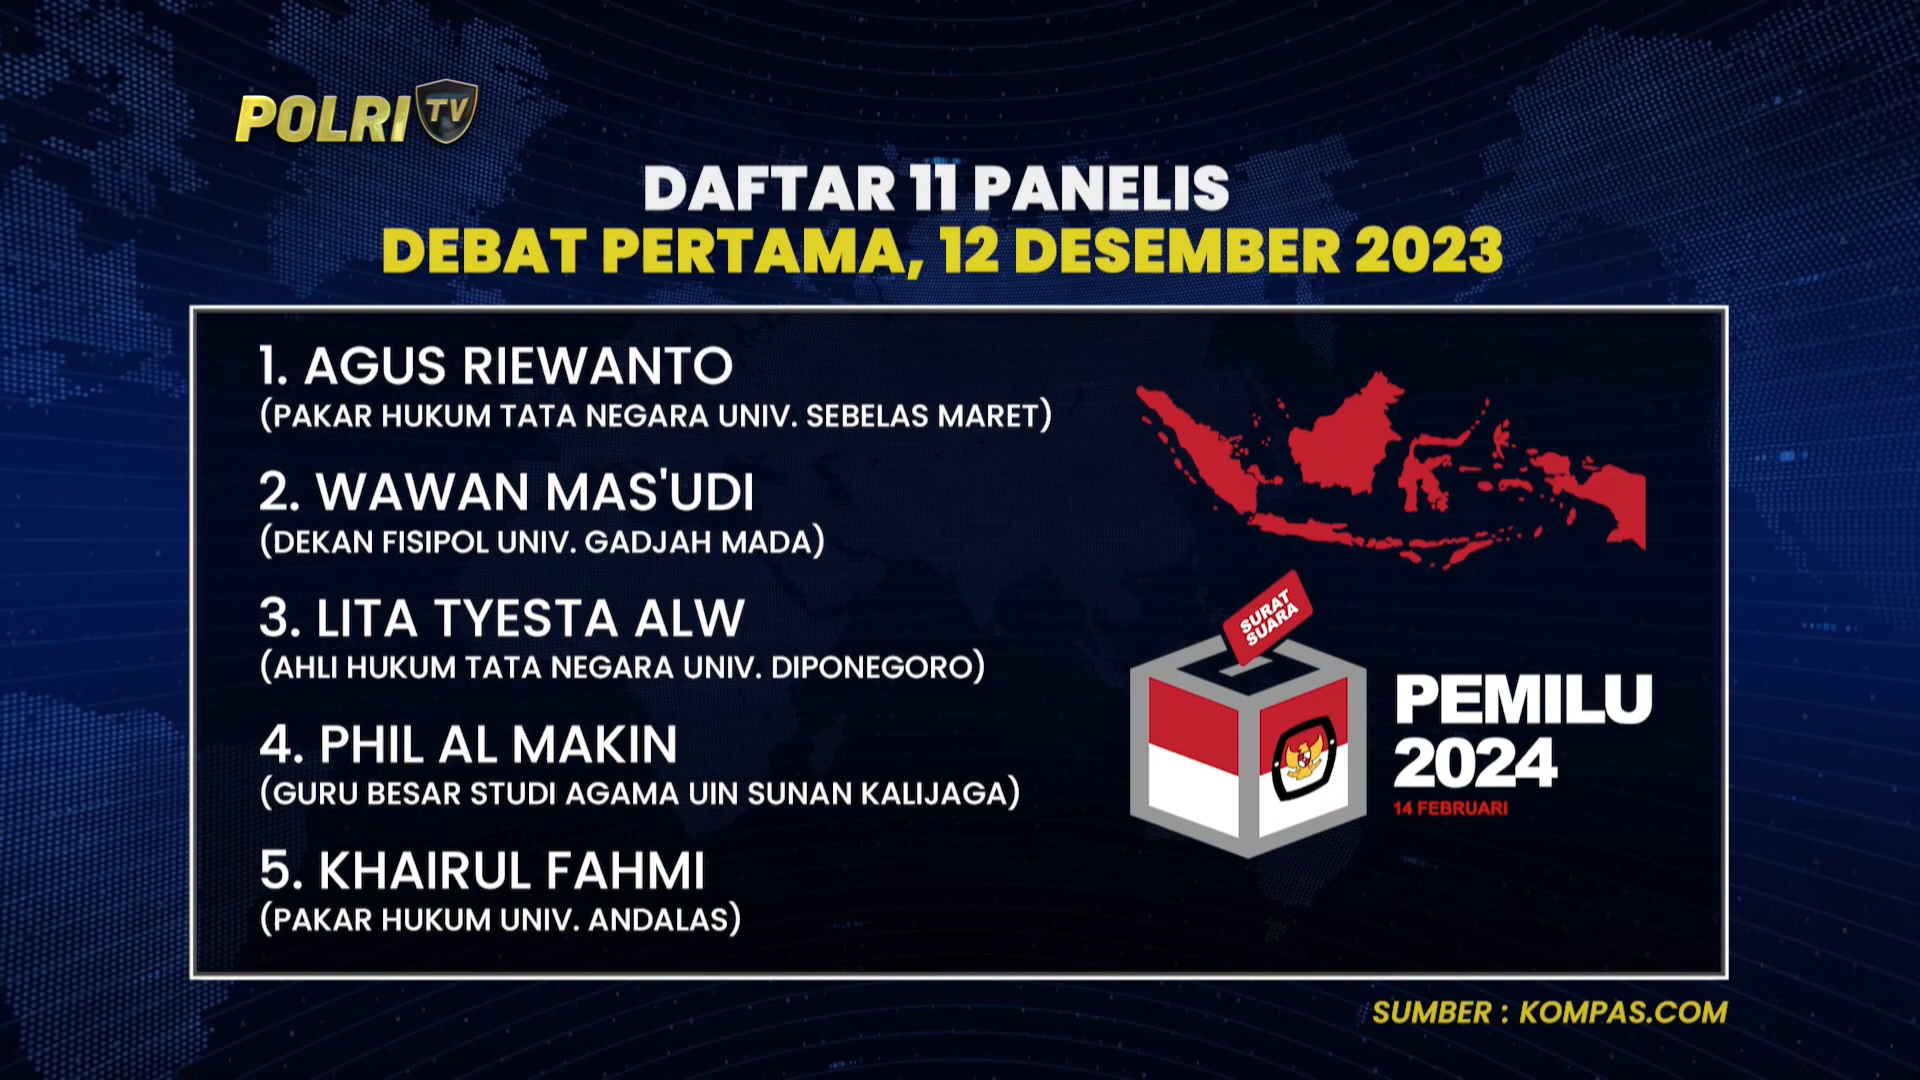 POLRI TV
DAFTAR 11 PANELIS
DEBAT PERTAMA, 12 DESEMBER 2023
1. AGUS RIEWANTO
(PAKAR HUKUM TATA NEGARA UNIV. SEBELAS MARET)
2. WAWAN MAS'UDI
(DEKAN FISIPOL UNIV. GADJAH MADA)
3. LITA TYESTA ALW
(AHLI HUKUM TATA NEGARA UNIV. DIPONEGORO)
4. PHIL AL MAKIN
(GURU BESAR STUDI AGAMA UIN SUNAN KALIJAGA)
5. KHAIRUL FAHMI
(PAKAR HUKUM UNIV. ANDALAS)
SURAT
SUARA
PEMILU
2024
14 FEBRUARI
SUMBER : KOMPAS.COM